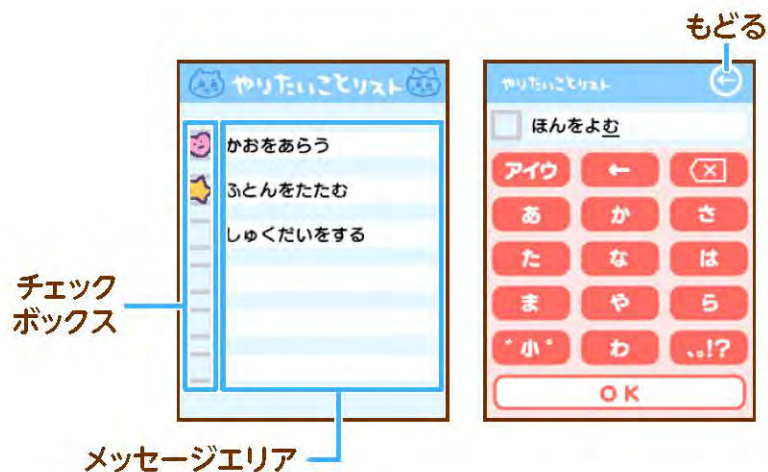 もどる
やりたいことリスト
かおをあらう
ふとんをたたむ
しゅくだいをする
チェック
ボックス
メッセージエリア
やりたいことリスト
ほんをよむ
アイウ ←
あ か さ
た な は
ま や ら
゛小゜ わ 、。!?
OK